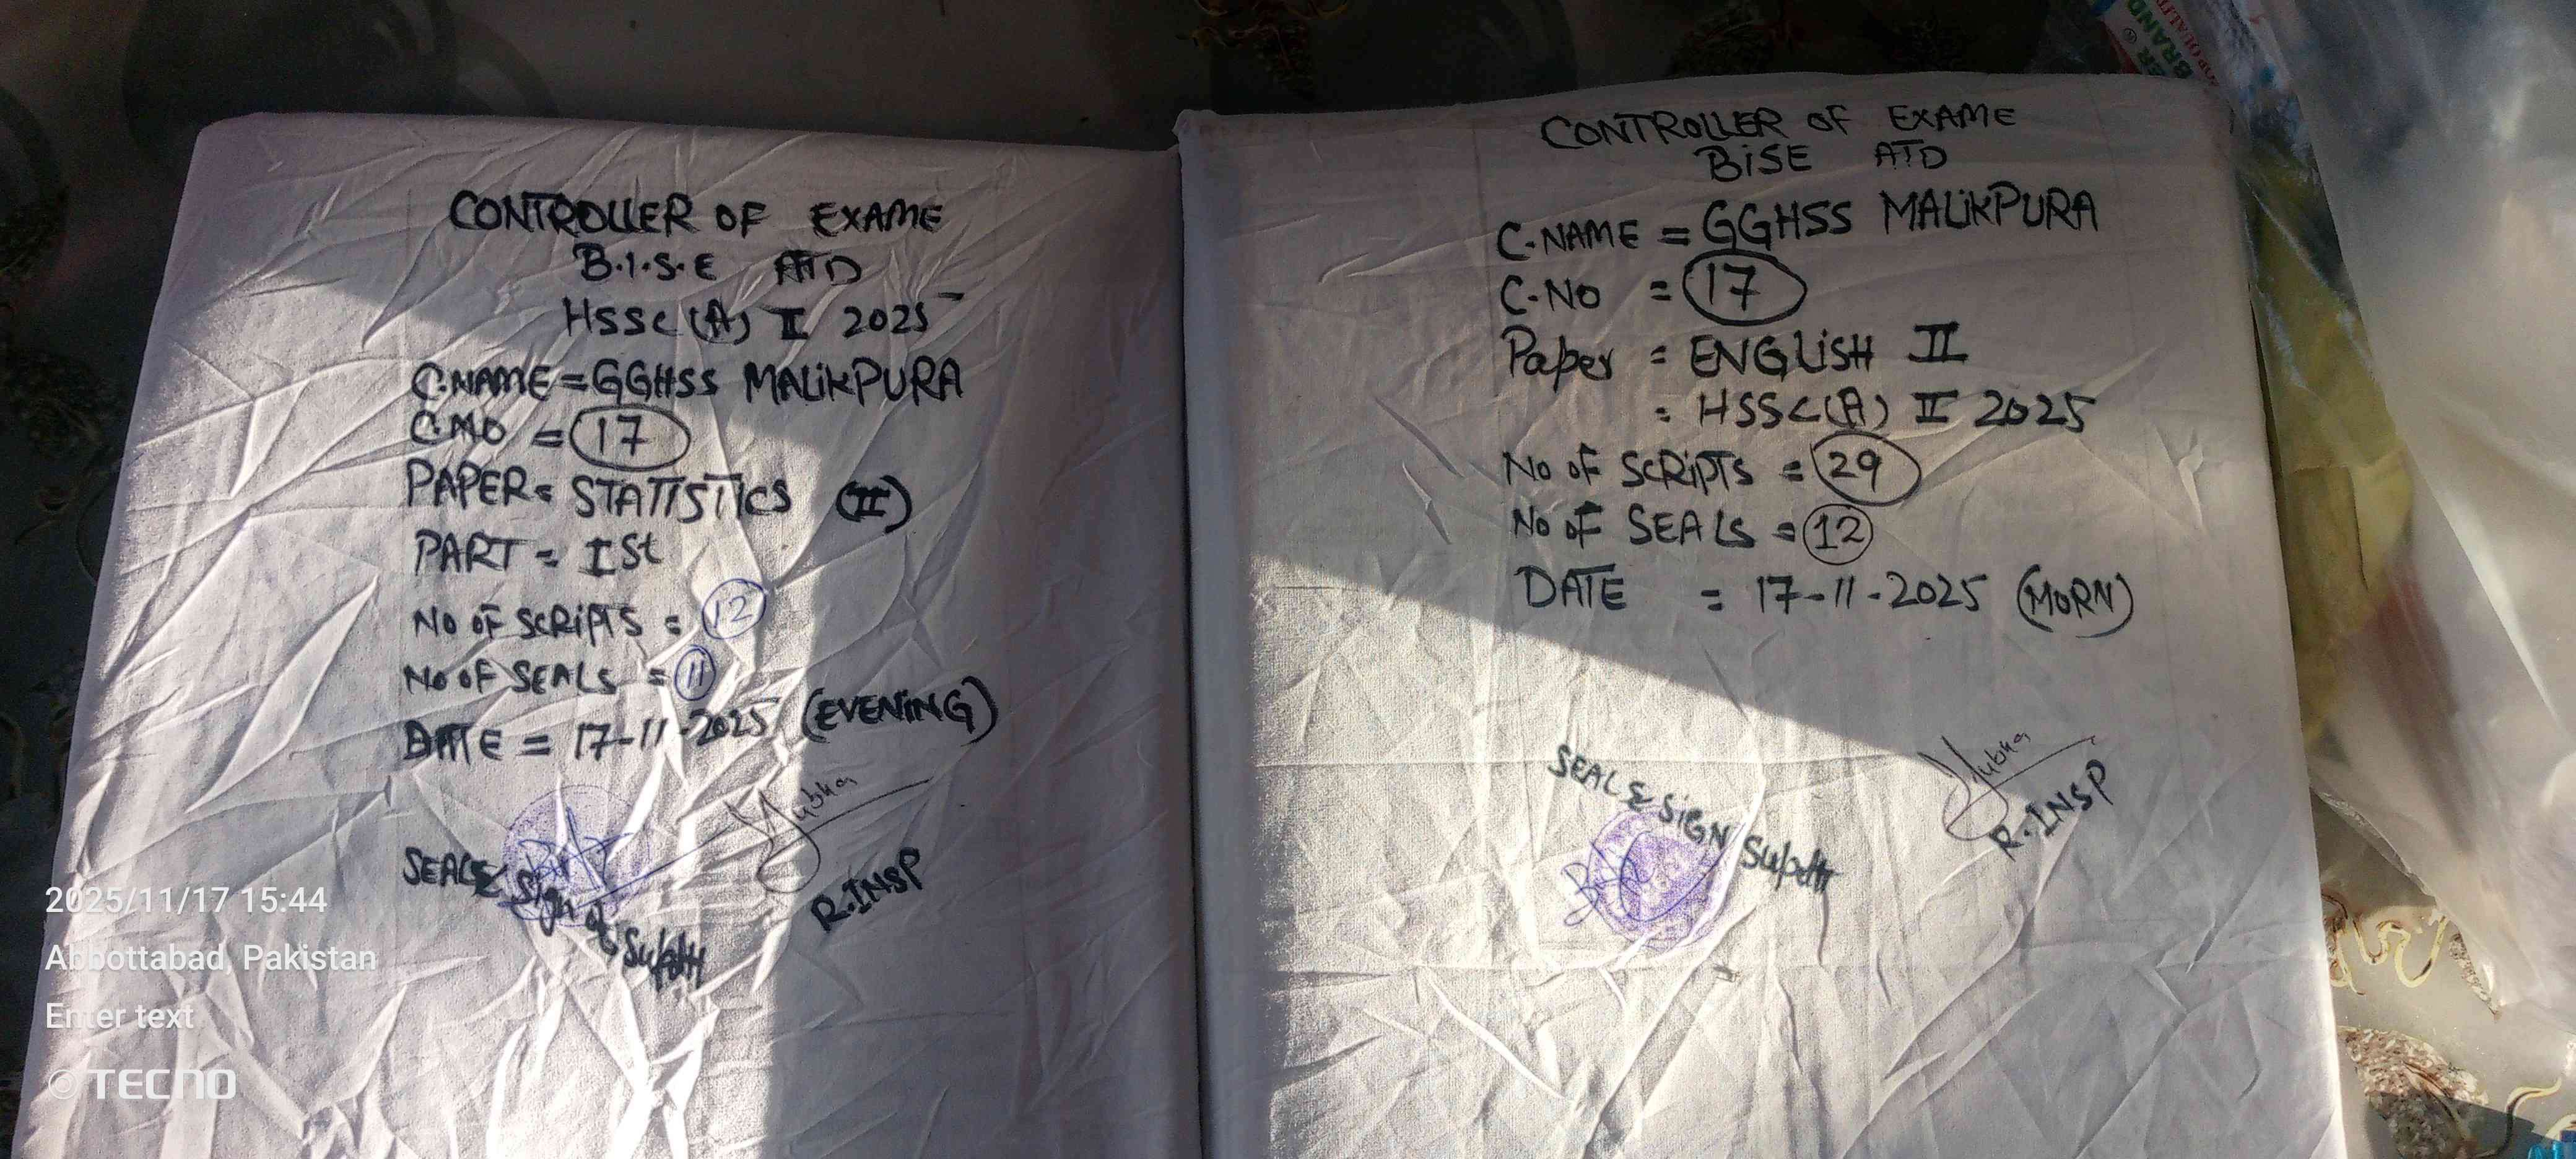 CONTROLLER OF EXAME
B.I.S.E ATD
HSSC(A) II 2025
C.NAME = GGHSS MALIKPURA
C.NO = 17
PAPER = STATISTICS (II)
PART = ISt
NO OF SCRIPTS = 12
NO OF SEALS = 11
DATE = 17-11-2025 (EVENING)
SEAL & Sign of Supdtt
R.INSP
2025/11/17 15:44
Abbottabad, Pakistan
Enter text
TECNO
CONTROLLER OF EXAME
BISE ATD
C.NAME = GGHSS MALIKPURA
C.NO = 17
Paper = ENGLISH II
= HSSC(A) II 2025
NO OF SCRIPTS = 29
NO OF SEALS = 12
DATE = 17-11-2025 (MORN)
SEAL & SIGN Supdtt
R.INSP
BRAND